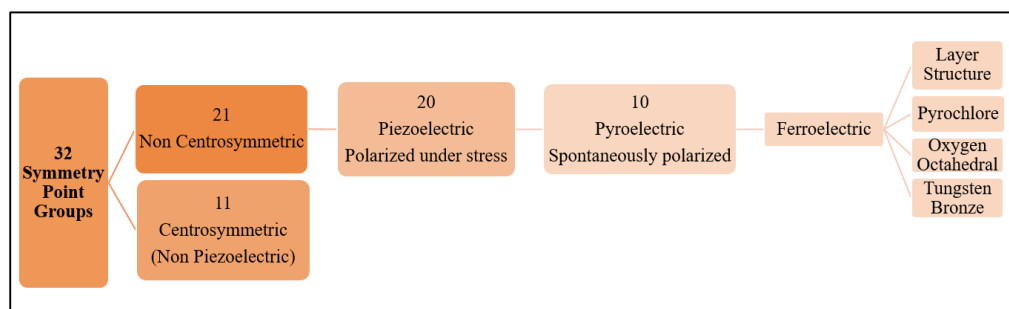 32
Symmetry
Point
Groups
21
Non Centrosymmetric
11
Centrosymmetric
(Non Piezoelectric)
20
Piezoelectric
Polarized under stress
10
Pyroelectric
Spontaneously polarized
Ferroelectric
Layer
Structure
Pyrochlore
Oxygen
Octahedral
Tungsten
Bronze